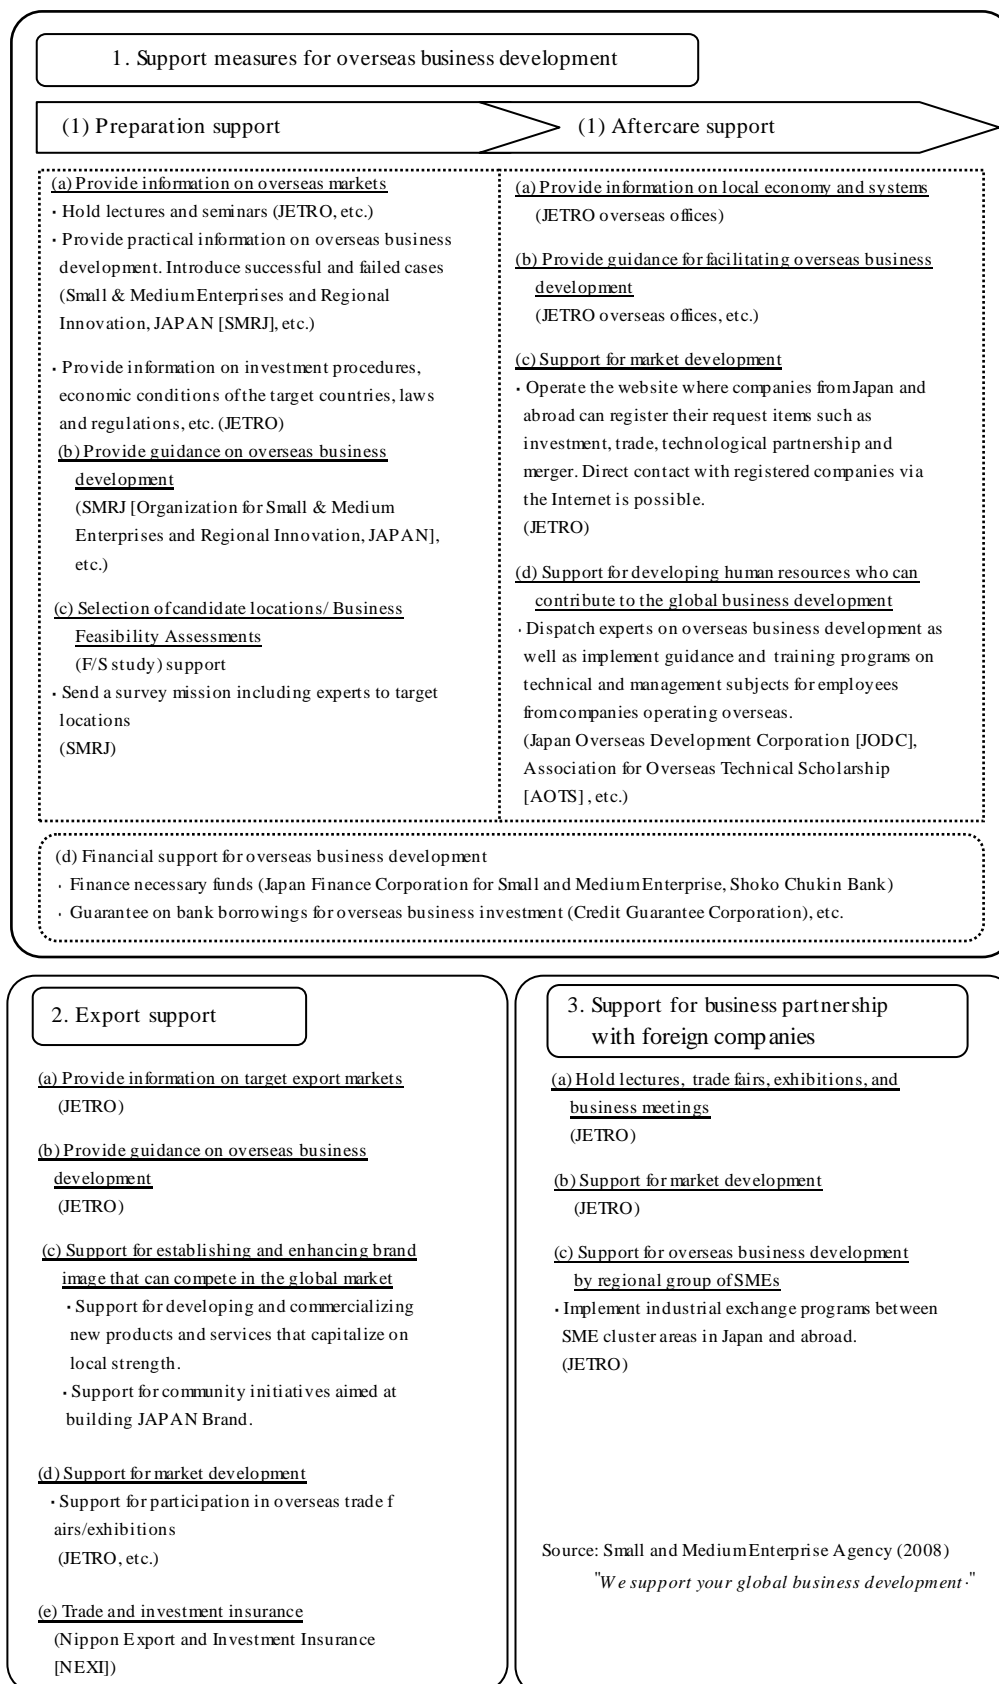 1. Support measures for overseas business development
(1) Preparation support
(1) Aftercare support
(a) Provide information on overseas markets
· Hold lectures and seminars (JETRO, etc.)
· Provide practical information on overseas business
development. Introduce successful and failed cases
(Small & Medium Enterprises and Regional
Innovation, JAPAN [SMRJ], etc.)
· Provide information on investment procedures,
economic conditions of the target countries, laws
and regulations, etc. (JETRO)
(b) Provide guidance on overseas business
development
(SMRJ [Organization for Small & Medium
Enterprises and Regional Innovation, JAPAN],
etc.)
(c) Selection of candidate locations/ Business
Feasibility Assessments
(F/S study) support
· Send a survey mission including experts to target
locations
(SMRJ)
(a) Provide information on local economy and systems
(JETRO overseas offices)
(b) Provide guidance for facilitating overseas business
development
(JETRO overseas offices, etc.)
(c) Support for market development
· Operate the website where companies from Japan and
abroad can register their request items such as
investment, trade, technological partnership and
merger. Direct contact with registered companies via
the Internet is possible.
(JETRO)
(d) Support for developing human resources who can
contribute to the global business development
· Dispatch experts on overseas business development as
well as implement guidance and training programs on
technical and management subjects for employees
from companies operating overseas.
(Japan Overseas Development Corporation [JODC],
Association for Overseas Technical Scholarship
[AOTS] , etc.)
(d) Financial support for overseas business development
· Finance necessary funds (Japan Finance Corporation for Small and Medium Enterprise, Shoko Chukin Bank)
· Guarantee on bank borrowings for overseas business investment (Credit Guarantee Corporation), etc.
2. Export support
(a) Provide information on target export markets
(JETRO)
(b) Provide guidance on overseas business
development
(JETRO)
(c) Support for establishing and enhancing brand
image that can compete in the global market
· Support for developing and commercializing
new products and services that capitalize on
local strength.
· Support for community initiatives aimed at
building JAPAN Brand.
(d) Support for market development
· Support for participation in overseas trade f
airs/exhibitions
(JETRO, etc.)
(e) Trade and investment insurance
(Nippon Export and Investment Insurance
[NEXI])
3. Support for business partnership
with foreign companies
(a) Hold lectures, trade fairs, exhibitions, and
business meetings
(JETRO)
(b) Support for market development
(JETRO)
(c) Support for overseas business development
by regional group of SMEs
· Implement industrial exchange programs between
SME cluster areas in Japan and abroad.
(JETRO)
Source: Small and Medium Enterprise Agency (2008)
"We support your global business development·"